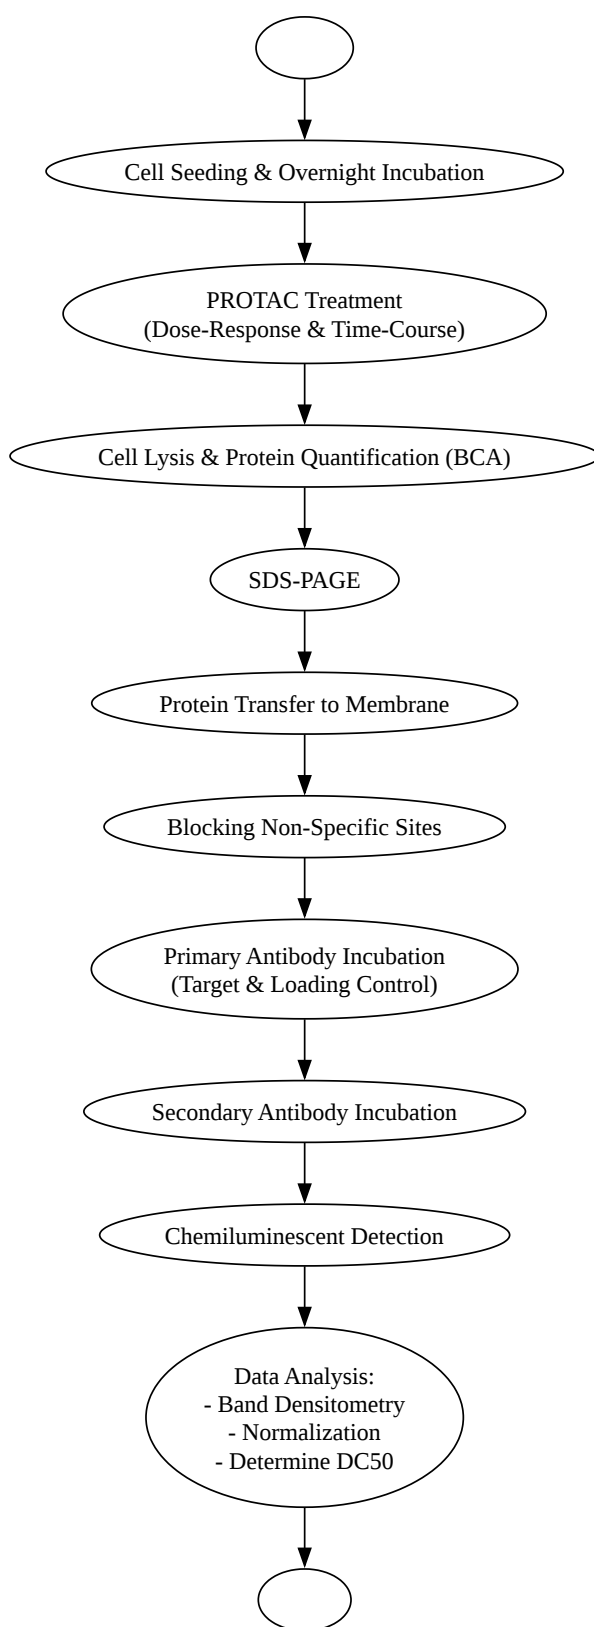 Cell Seeding & Overnight Incubation
PROTAC Treatment
(Dose-Response & Time-Course)
Cell Lysis & Protein Quantification (BCA)
SDS-PAGE
Protein Transfer to Membrane
Blocking Non-Specific Sites
Primary Antibody Incubation
(Target & Loading Control)
Secondary Antibody Incubation
Chemiluminescent Detection
Data Analysis:
- Band Densitometry
- Normalization
- Determine DC50